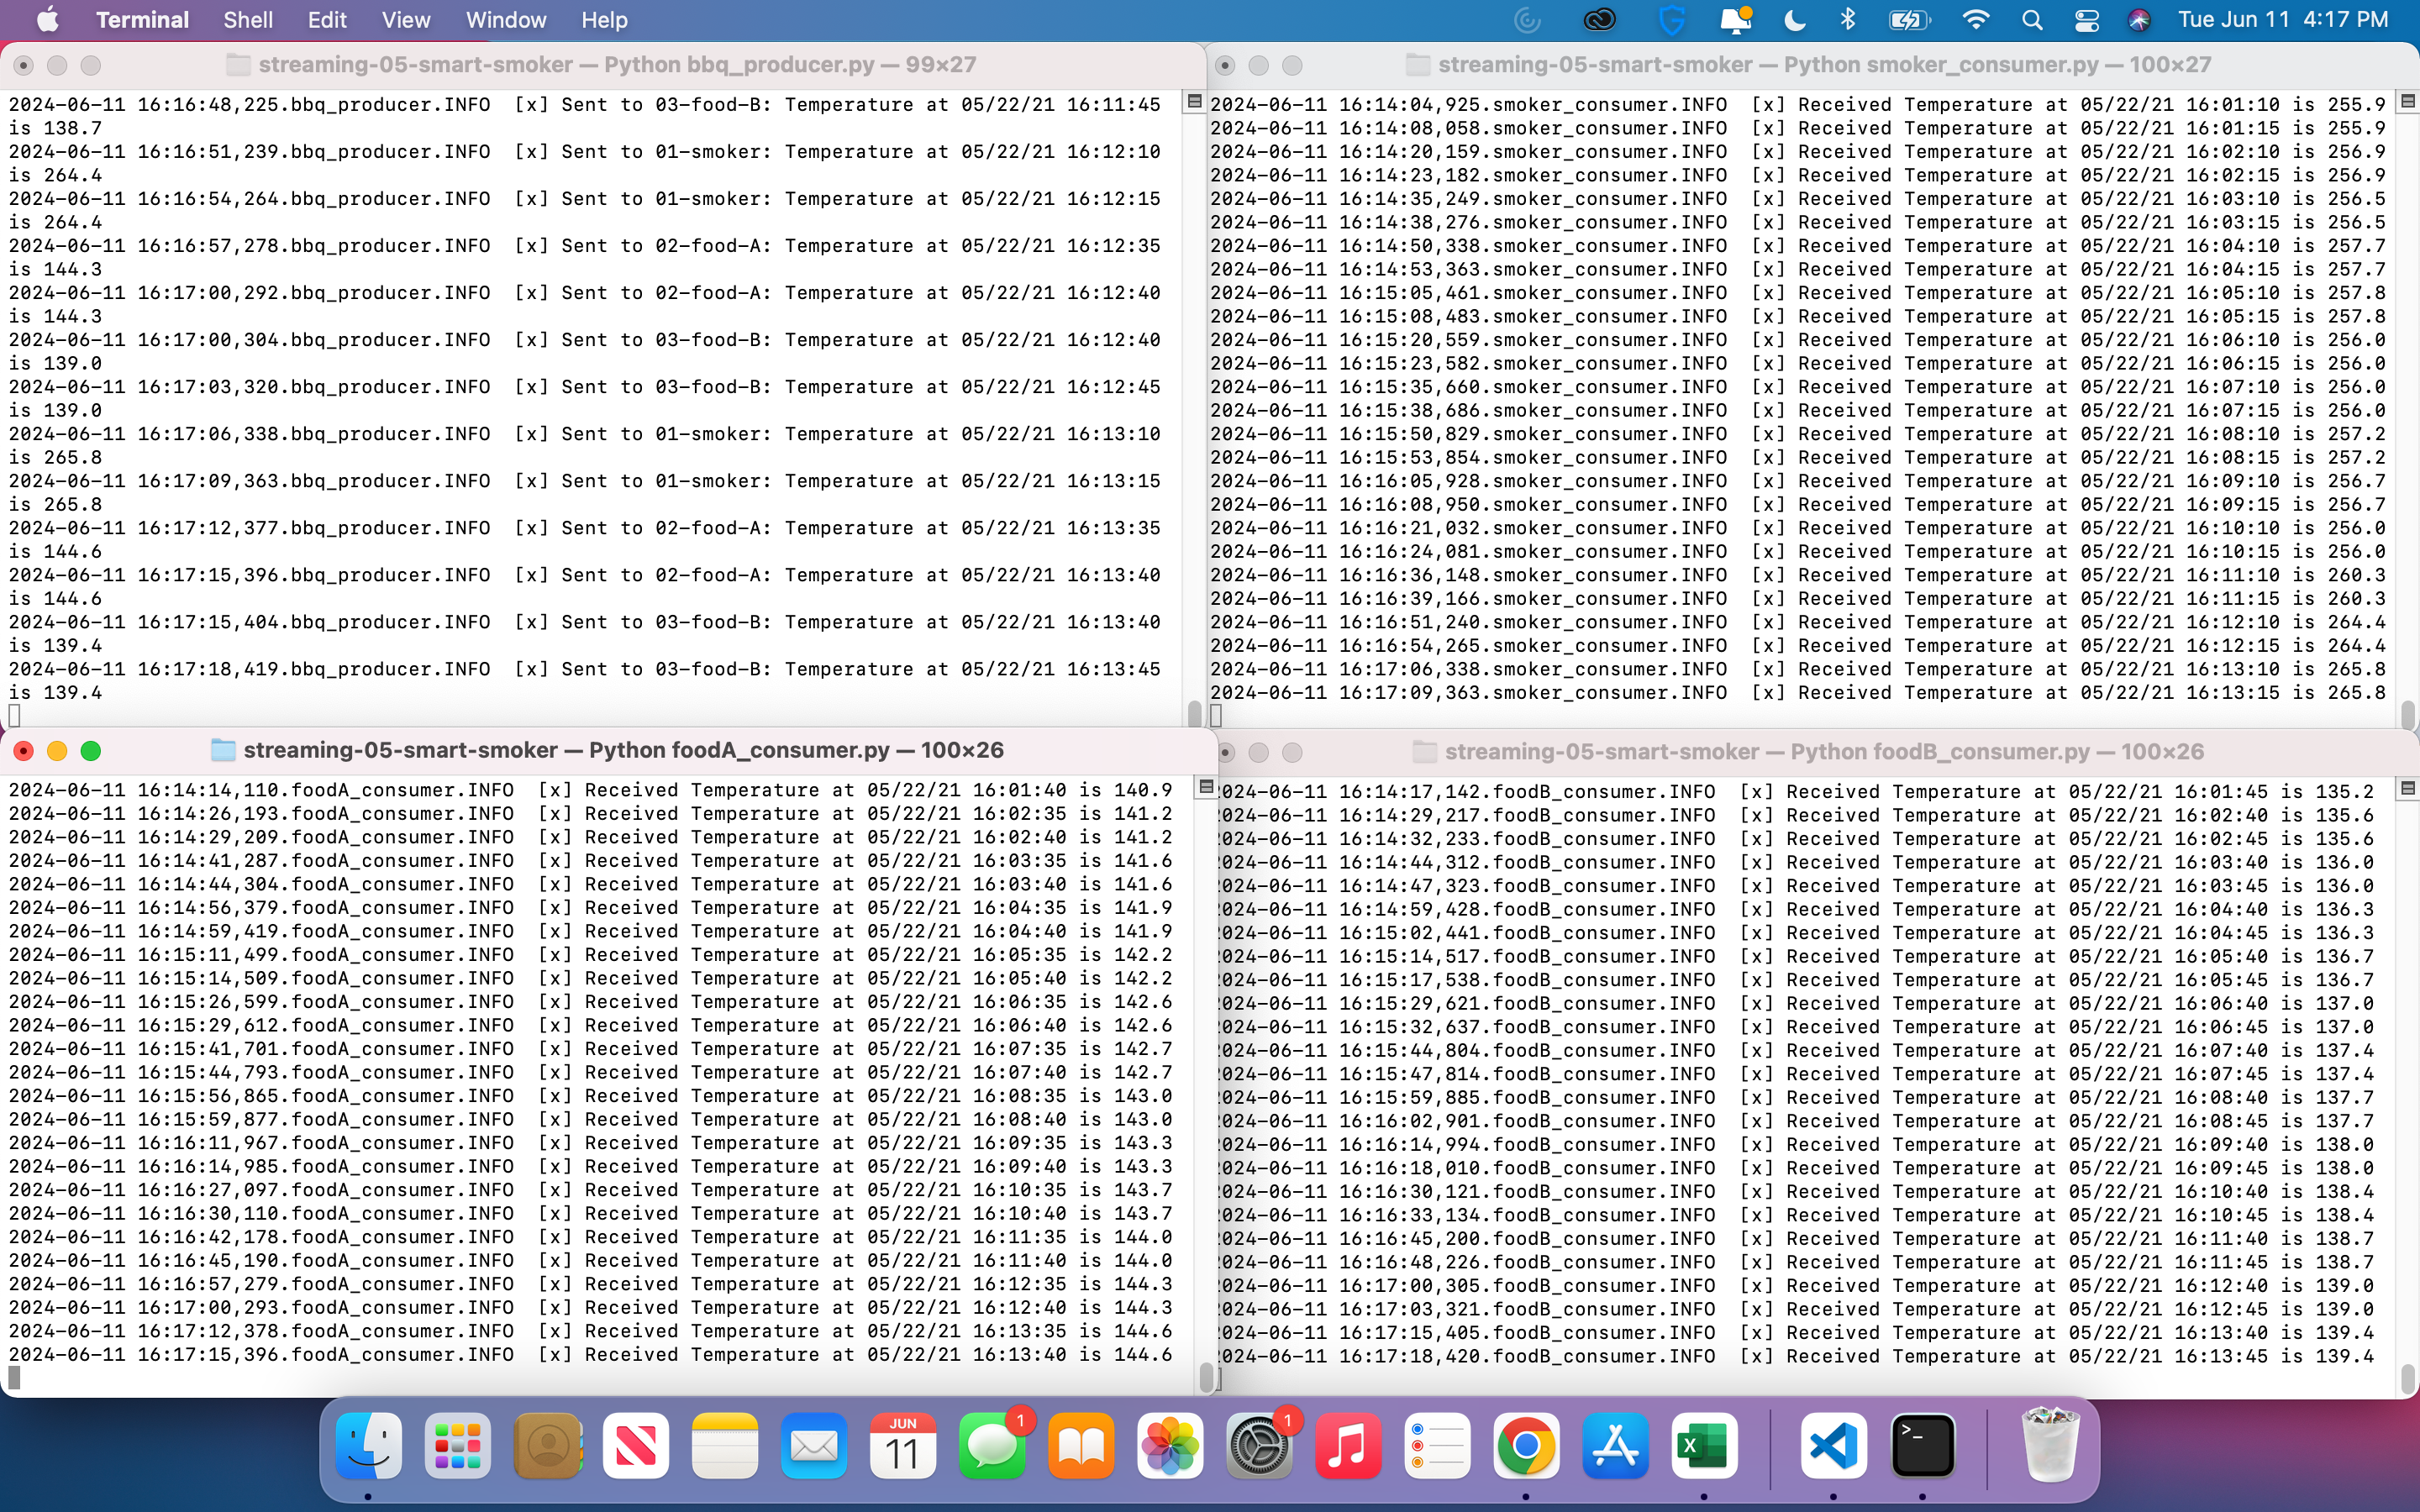 Terminal Shell Edit View Window Help Tue Jun 11 4:17 PM
streaming-05-smart-smoker — Python bbq_producer.py — 99×27
2024-06-11 16:16:48,225.bbq_producer.INFO [x] Sent to 03-food-B: Temperature at 05/22/21 16:11:45
is 138.7
2024-06-11 16:16:51,239.bbq_producer.INFO [x] Sent to 01-smoker: Temperature at 05/22/21 16:12:10
is 264.4
2024-06-11 16:16:54,264.bbq_producer.INFO [x] Sent to 01-smoker: Temperature at 05/22/21 16:12:15
is 264.4
2024-06-11 16:16:57,278.bbq_producer.INFO [x] Sent to 02-food-A: Temperature at 05/22/21 16:12:35
is 144.3
2024-06-11 16:17:00,292.bbq_producer.INFO [x] Sent to 02-food-A: Temperature at 05/22/21 16:12:40
is 144.3
2024-06-11 16:17:00,304.bbq_producer.INFO [x] Sent to 03-food-B: Temperature at 05/22/21 16:12:40
is 139.0
2024-06-11 16:17:03,320.bbq_producer.INFO [x] Sent to 03-food-B: Temperature at 05/22/21 16:12:45
is 139.0
2024-06-11 16:17:06,338.bbq_producer.INFO [x] Sent to 01-smoker: Temperature at 05/22/21 16:13:10
is 265.8
2024-06-11 16:17:09,363.bbq_producer.INFO [x] Sent to 01-smoker: Temperature at 05/22/21 16:13:15
is 265.8
2024-06-11 16:17:12,377.bbq_producer.INFO [x] Sent to 02-food-A: Temperature at 05/22/21 16:13:35
is 144.6
2024-06-11 16:17:15,396.bbq_producer.INFO [x] Sent to 02-food-A: Temperature at 05/22/21 16:13:40
is 144.6
2024-06-11 16:17:15,404.bbq_producer.INFO [x] Sent to 03-food-B: Temperature at 05/22/21 16:13:40
is 139.4
2024-06-11 16:17:18,419.bbq_producer.INFO [x] Sent to 03-food-B: Temperature at 05/22/21 16:13:45
is 139.4
streaming-05-smart-smoker — Python smoker_consumer.py — 100×27
2024-06-11 16:14:04,925.smoker_consumer.INFO [x] Received Temperature at 05/22/21 16:01:10 is 255.9
2024-06-11 16:14:08,058.smoker_consumer.INFO [x] Received Temperature at 05/22/21 16:01:15 is 255.9
2024-06-11 16:14:20,159.smoker_consumer.INFO [x] Received Temperature at 05/22/21 16:02:10 is 256.9
2024-06-11 16:14:23,182.smoker_consumer.INFO [x] Received Temperature at 05/22/21 16:02:15 is 256.9
2024-06-11 16:14:35,249.smoker_consumer.INFO [x] Received Temperature at 05/22/21 16:03:10 is 256.5
2024-06-11 16:14:38,276.smoker_consumer.INFO [x] Received Temperature at 05/22/21 16:03:15 is 256.5
2024-06-11 16:14:50,338.smoker_consumer.INFO [x] Received Temperature at 05/22/21 16:04:10 is 257.7
2024-06-11 16:14:53,363.smoker_consumer.INFO [x] Received Temperature at 05/22/21 16:04:15 is 257.7
2024-06-11 16:15:05,461.smoker_consumer.INFO [x] Received Temperature at 05/22/21 16:05:10 is 257.8
2024-06-11 16:15:08,483.smoker_consumer.INFO [x] Received Temperature at 05/22/21 16:05:15 is 257.8
2024-06-11 16:15:20,559.smoker_consumer.INFO [x] Received Temperature at 05/22/21 16:06:10 is 256.0
2024-06-11 16:15:23,582.smoker_consumer.INFO [x] Received Temperature at 05/22/21 16:06:15 is 256.0
2024-06-11 16:15:35,660.smoker_consumer.INFO [x] Received Temperature at 05/22/21 16:07:10 is 256.0
2024-06-11 16:15:38,686.smoker_consumer.INFO [x] Received Temperature at 05/22/21 16:07:15 is 256.0
2024-06-11 16:15:50,829.smoker_consumer.INFO [x] Received Temperature at 05/22/21 16:08:10 is 257.2
2024-06-11 16:15:53,854.smoker_consumer.INFO [x] Received Temperature at 05/22/21 16:08:15 is 257.2
2024-06-11 16:16:05,928.smoker_consumer.INFO [x] Received Temperature at 05/22/21 16:09:10 is 256.7
2024-06-11 16:16:08,950.smoker_consumer.INFO [x] Received Temperature at 05/22/21 16:09:15 is 256.7
2024-06-11 16:16:21,032.smoker_consumer.INFO [x] Received Temperature at 05/22/21 16:10:10 is 256.0
2024-06-11 16:16:24,081.smoker_consumer.INFO [x] Received Temperature at 05/22/21 16:10:15 is 256.0
2024-06-11 16:16:36,148.smoker_consumer.INFO [x] Received Temperature at 05/22/21 16:11:10 is 260.3
2024-06-11 16:16:39,166.smoker_consumer.INFO [x] Received Temperature at 05/22/21 16:11:15 is 260.3
2024-06-11 16:16:51,240.smoker_consumer.INFO [x] Received Temperature at 05/22/21 16:12:10 is 264.4
2024-06-11 16:16:54,265.smoker_consumer.INFO [x] Received Temperature at 05/22/21 16:12:15 is 264.4
2024-06-11 16:17:06,338.smoker_consumer.INFO [x] Received Temperature at 05/22/21 16:13:10 is 265.8
2024-06-11 16:17:09,363.smoker_consumer.INFO [x] Received Temperature at 05/22/21 16:13:15 is 265.8
streaming-05-smart-smoker — Python foodA_consumer.py — 100×26
2024-06-11 16:14:14,110.foodA_consumer.INFO [x] Received Temperature at 05/22/21 16:01:40 is 140.9
2024-06-11 16:14:26,193.foodA_consumer.INFO [x] Received Temperature at 05/22/21 16:02:35 is 141.2
2024-06-11 16:14:29,209.foodA_consumer.INFO [x] Received Temperature at 05/22/21 16:02:40 is 141.2
2024-06-11 16:14:41,287.foodA_consumer.INFO [x] Received Temperature at 05/22/21 16:03:35 is 141.6
2024-06-11 16:14:44,304.foodA_consumer.INFO [x] Received Temperature at 05/22/21 16:03:40 is 141.6
2024-06-11 16:14:56,379.foodA_consumer.INFO [x] Received Temperature at 05/22/21 16:04:35 is 141.9
2024-06-11 16:14:59,419.foodA_consumer.INFO [x] Received Temperature at 05/22/21 16:04:40 is 141.9
2024-06-11 16:15:11,499.foodA_consumer.INFO [x] Received Temperature at 05/22/21 16:05:35 is 142.2
2024-06-11 16:15:14,509.foodA_consumer.INFO [x] Received Temperature at 05/22/21 16:05:40 is 142.2
2024-06-11 16:15:26,599.foodA_consumer.INFO [x] Received Temperature at 05/22/21 16:06:35 is 142.6
2024-06-11 16:15:29,612.foodA_consumer.INFO [x] Received Temperature at 05/22/21 16:06:40 is 142.6
2024-06-11 16:15:41,701.foodA_consumer.INFO [x] Received Temperature at 05/22/21 16:07:35 is 142.7
2024-06-11 16:15:44,793.foodA_consumer.INFO [x] Received Temperature at 05/22/21 16:07:40 is 142.7
2024-06-11 16:15:56,865.foodA_consumer.INFO [x] Received Temperature at 05/22/21 16:08:35 is 143.0
2024-06-11 16:15:59,877.foodA_consumer.INFO [x] Received Temperature at 05/22/21 16:08:40 is 143.0
2024-06-11 16:16:11,967.foodA_consumer.INFO [x] Received Temperature at 05/22/21 16:09:35 is 143.3
2024-06-11 16:16:14,985.foodA_consumer.INFO [x] Received Temperature at 05/22/21 16:09:40 is 143.3
2024-06-11 16:16:27,097.foodA_consumer.INFO [x] Received Temperature at 05/22/21 16:10:35 is 143.7
2024-06-11 16:16:30,110.foodA_consumer.INFO [x] Received Temperature at 05/22/21 16:10:40 is 143.7
2024-06-11 16:16:42,178.foodA_consumer.INFO [x] Received Temperature at 05/22/21 16:11:35 is 144.0
2024-06-11 16:16:45,190.foodA_consumer.INFO [x] Received Temperature at 05/22/21 16:11:40 is 144.0
2024-06-11 16:16:57,279.foodA_consumer.INFO [x] Received Temperature at 05/22/21 16:12:35 is 144.3
2024-06-11 16:17:00,293.foodA_consumer.INFO [x] Received Temperature at 05/22/21 16:12:40 is 144.3
2024-06-11 16:17:12,378.foodA_consumer.INFO [x] Received Temperature at 05/22/21 16:13:35 is 144.6
2024-06-11 16:17:15,396.foodA_consumer.INFO [x] Received Temperature at 05/22/21 16:13:40 is 144.6
streaming-05-smart-smoker — Python foodB_consumer.py — 100×26
2024-06-11 16:14:17,142.foodB_consumer.INFO [x] Received Temperature at 05/22/21 16:01:45 is 135.2
2024-06-11 16:14:29,217.foodB_consumer.INFO [x] Received Temperature at 05/22/21 16:02:40 is 135.6
2024-06-11 16:14:32,233.foodB_consumer.INFO [x] Received Temperature at 05/22/21 16:02:45 is 135.6
2024-06-11 16:14:44,312.foodB_consumer.INFO [x] Received Temperature at 05/22/21 16:03:40 is 136.0
2024-06-11 16:14:47,323.foodB_consumer.INFO [x] Received Temperature at 05/22/21 16:03:45 is 136.0
2024-06-11 16:14:59,428.foodB_consumer.INFO [x] Received Temperature at 05/22/21 16:04:40 is 136.3
2024-06-11 16:15:02,441.foodB_consumer.INFO [x] Received Temperature at 05/22/21 16:04:45 is 136.3
2024-06-11 16:15:14,517.foodB_consumer.INFO [x] Received Temperature at 05/22/21 16:05:40 is 136.7
2024-06-11 16:15:17,538.foodB_consumer.INFO [x] Received Temperature at 05/22/21 16:05:45 is 136.7
2024-06-11 16:15:29,621.foodB_consumer.INFO [x] Received Temperature at 05/22/21 16:06:40 is 137.0
2024-06-11 16:15:32,637.foodB_consumer.INFO [x] Received Temperature at 05/22/21 16:06:45 is 137.0
2024-06-11 16:15:44,804.foodB_consumer.INFO [x] Received Temperature at 05/22/21 16:07:40 is 137.4
2024-06-11 16:15:47,814.foodB_consumer.INFO [x] Received Temperature at 05/22/21 16:07:45 is 137.4
2024-06-11 16:15:59,885.foodB_consumer.INFO [x] Received Temperature at 05/22/21 16:08:40 is 137.7
2024-06-11 16:16:02,901.foodB_consumer.INFO [x] Received Temperature at 05/22/21 16:08:45 is 137.7
2024-06-11 16:16:14,994.foodB_consumer.INFO [x] Received Temperature at 05/22/21 16:09:40 is 138.0
2024-06-11 16:16:18,010.foodB_consumer.INFO [x] Received Temperature at 05/22/21 16:09:45 is 138.0
2024-06-11 16:16:30,121.foodB_consumer.INFO [x] Received Temperature at 05/22/21 16:10:40 is 138.4
2024-06-11 16:16:33,134.foodB_consumer.INFO [x] Received Temperature at 05/22/21 16:10:45 is 138.4
2024-06-11 16:16:45,200.foodB_consumer.INFO [x] Received Temperature at 05/22/21 16:11:40 is 138.7
2024-06-11 16:16:48,226.foodB_consumer.INFO [x] Received Temperature at 05/22/21 16:11:45 is 138.7
2024-06-11 16:17:00,305.foodB_consumer.INFO [x] Received Temperature at 05/22/21 16:12:40 is 139.0
2024-06-11 16:17:03,321.foodB_consumer.INFO [x] Received Temperature at 05/22/21 16:12:45 is 139.0
2024-06-11 16:17:15,405.foodB_consumer.INFO [x] Received Temperature at 05/22/21 16:13:40 is 139.4
2024-06-11 16:17:18,420.foodB_consumer.INFO [x] Received Temperature at 05/22/21 16:13:45 is 139.4
JUN
11
1
1
X
>_